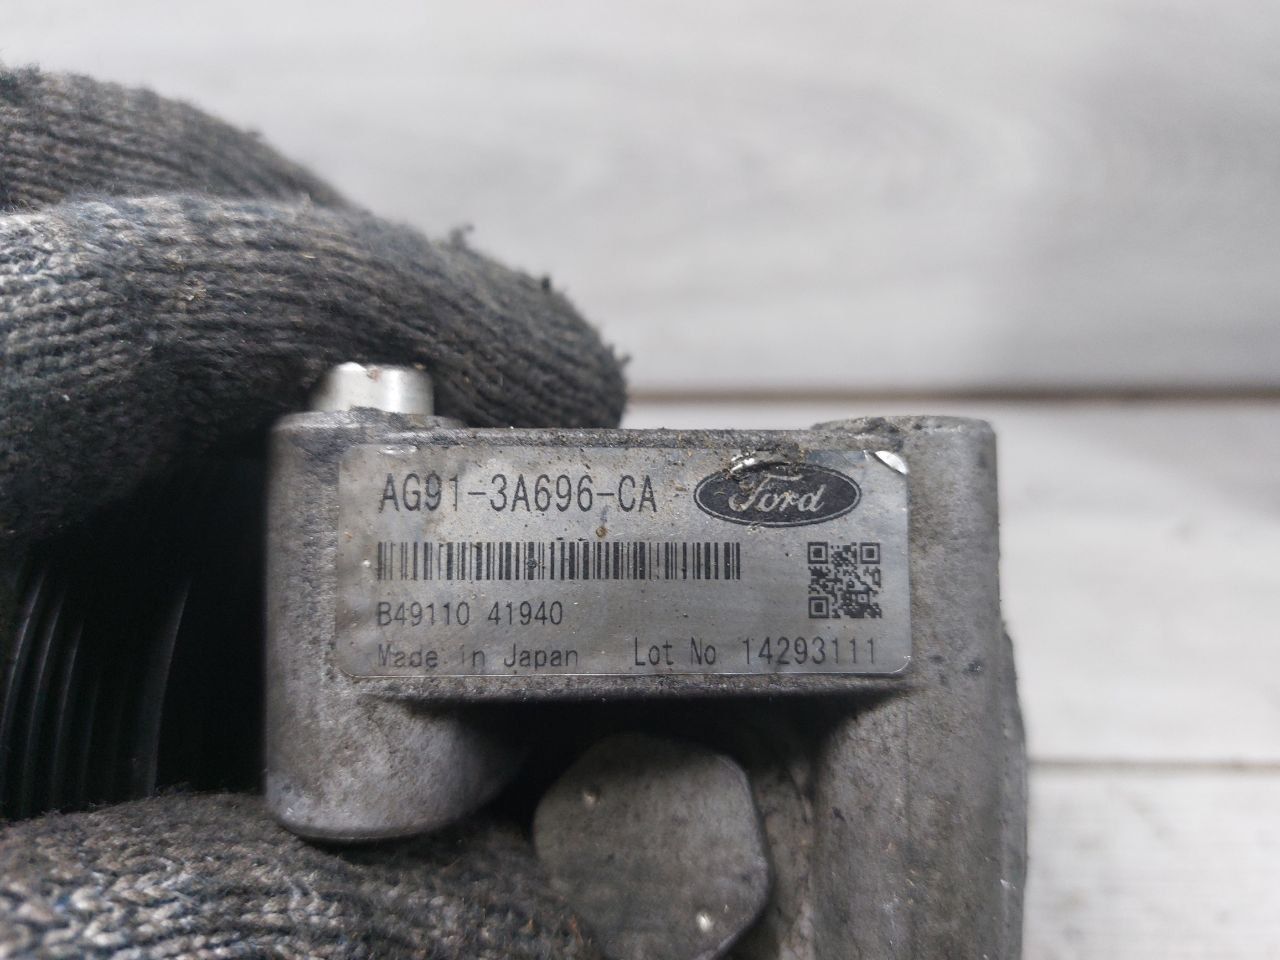 AG91-3A696-CA Ford
B49110 41940
Made in Japan Lot No 14293111